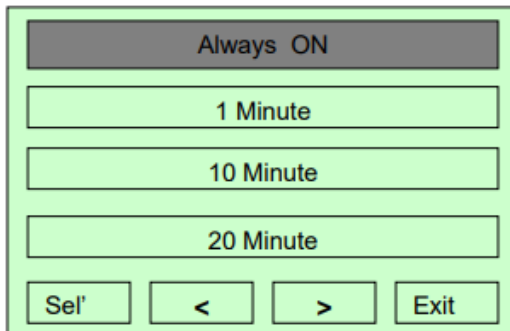 Always ON
1 Minute
10 Minute
20 Minute
Sel' < > Exit